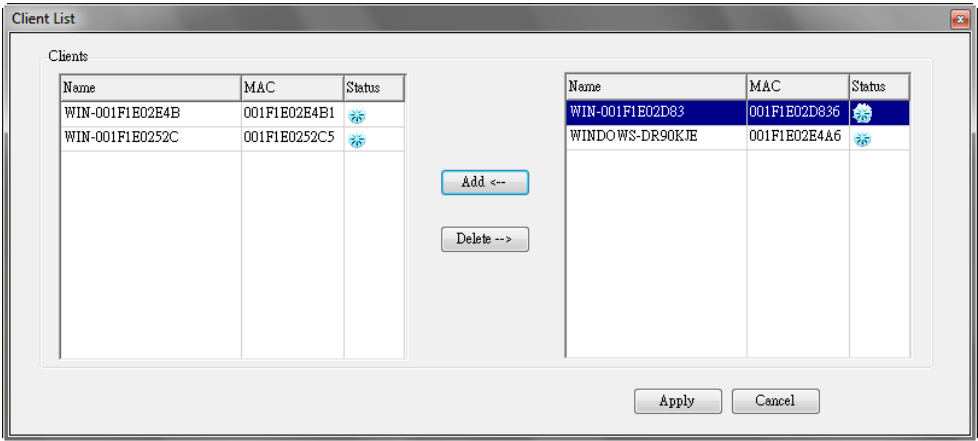 Client List
Clients
Name MAC Status
WIN-001F1E02E4B 001F1E02E4B1
WIN-001F1E0252C 001F1E0252C5
Add <--
Delete -->
Name MAC Status
WIN-001F1E02D83 001F1E02D836
WINDOWS-DR90KJE 001F1E02E4A6
Apply Cancel